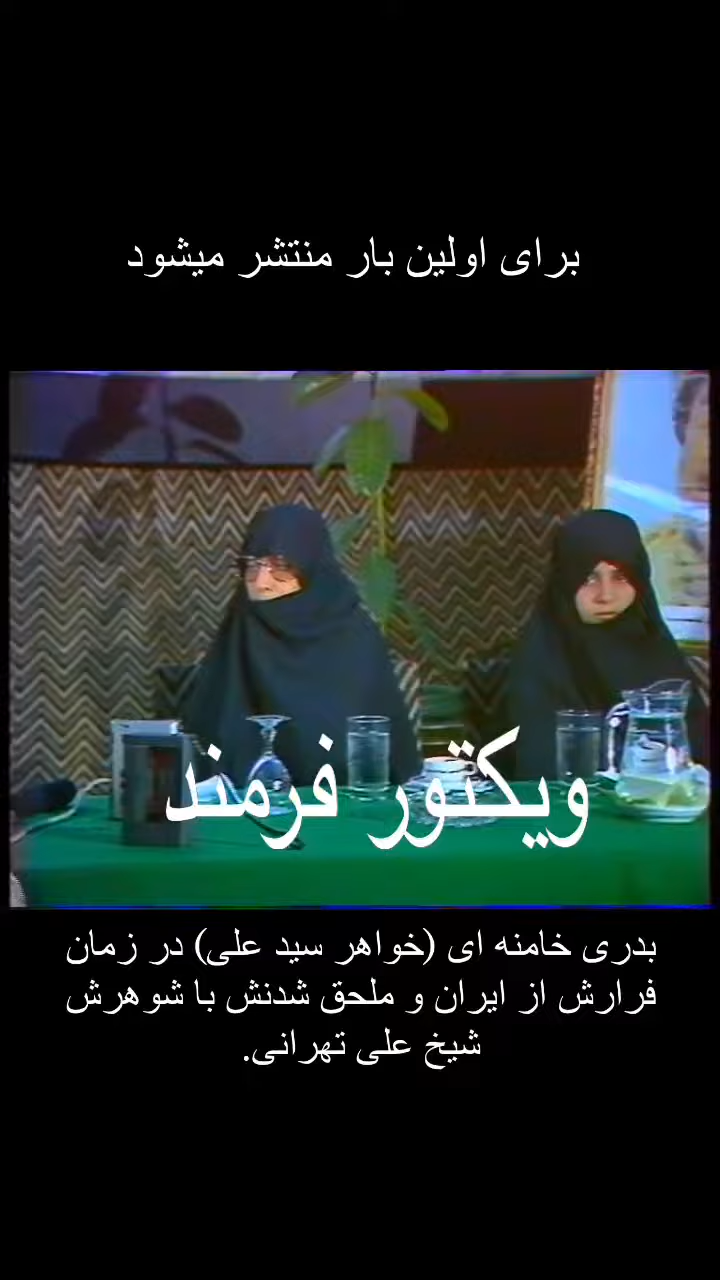 برای اولین بار منتشر میشود
ویکتور فرمند
بدری خامنه ای (خواهر سید علی) در زمان
فرارش از ایران و ملحق شدنش با شوهرش
شیخ علی تهرانی.